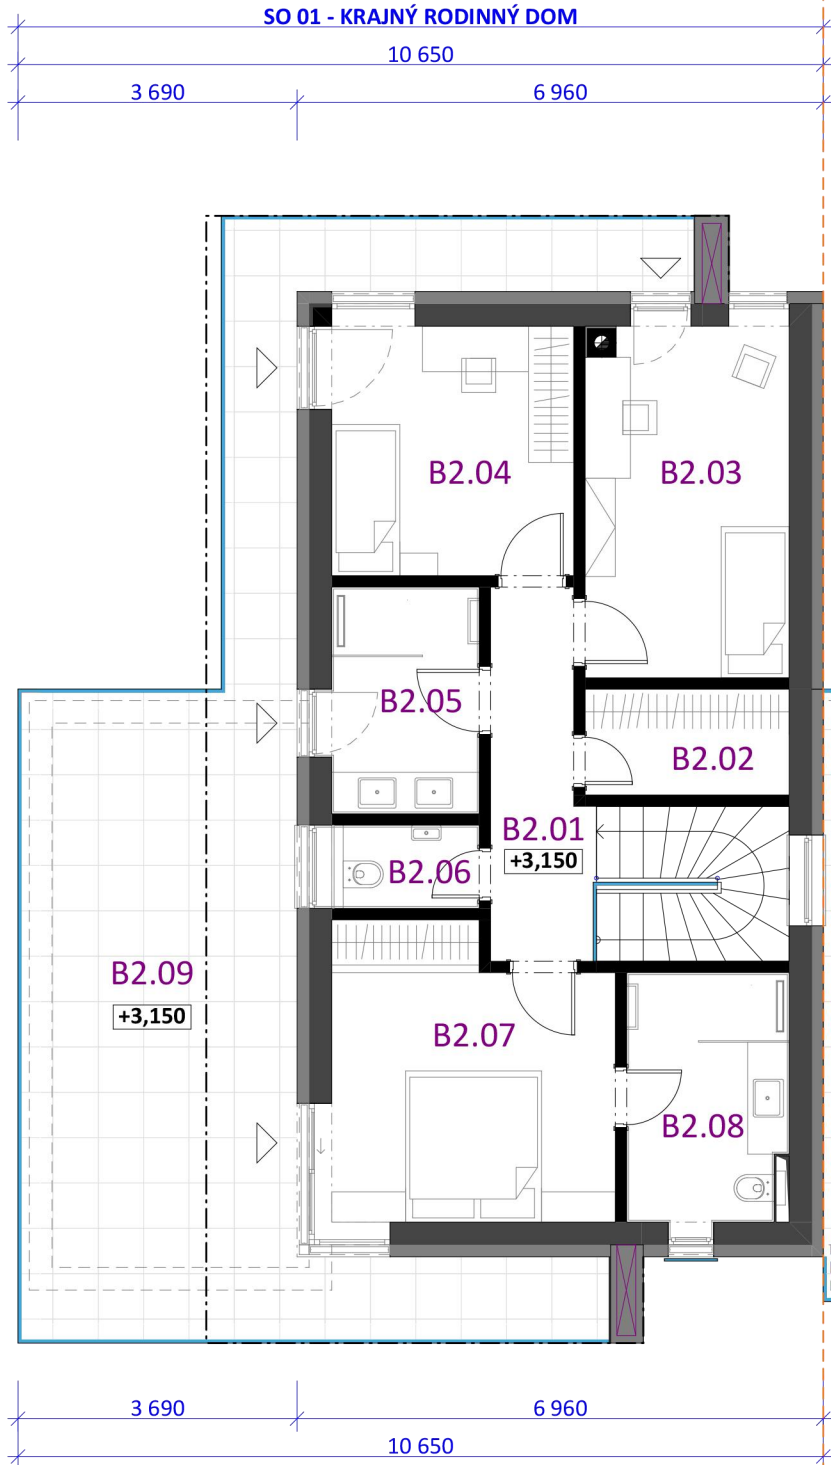 SO 01 - KRAJNÝ RODINNÝ DOM
10 650
3 690
6 960
B2.04
B2.03
B2.05
B2.02
B2.01
+3,150
B2.06
B2.09
+3,150
B2.07
B2.08
3 690
6 960
10 650